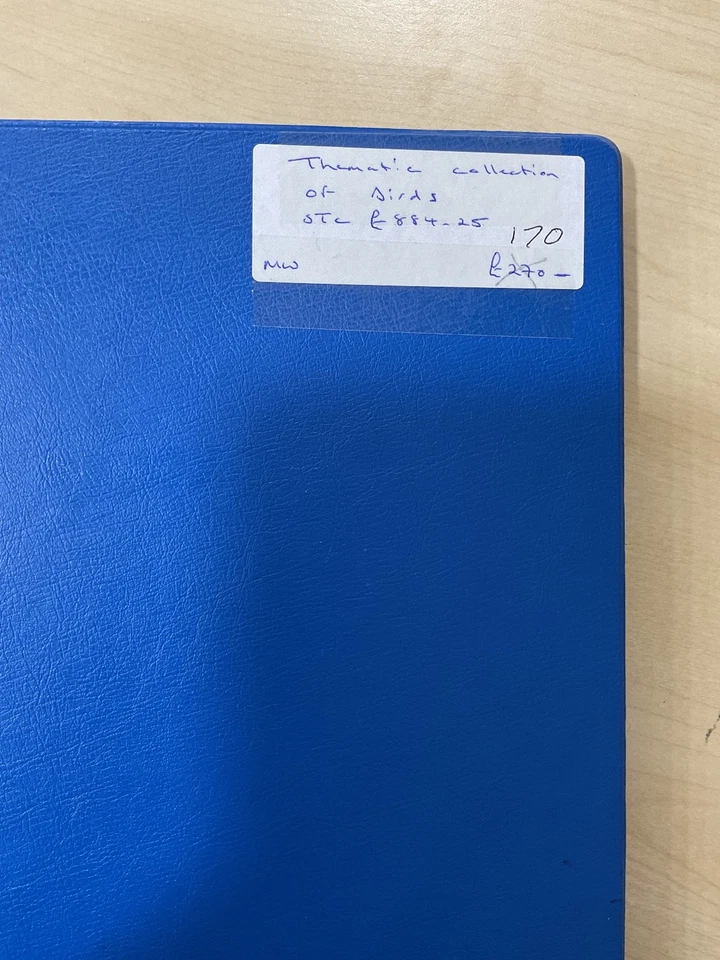 Thematic collection
of Birds
STC £884-25
170
MW £270-